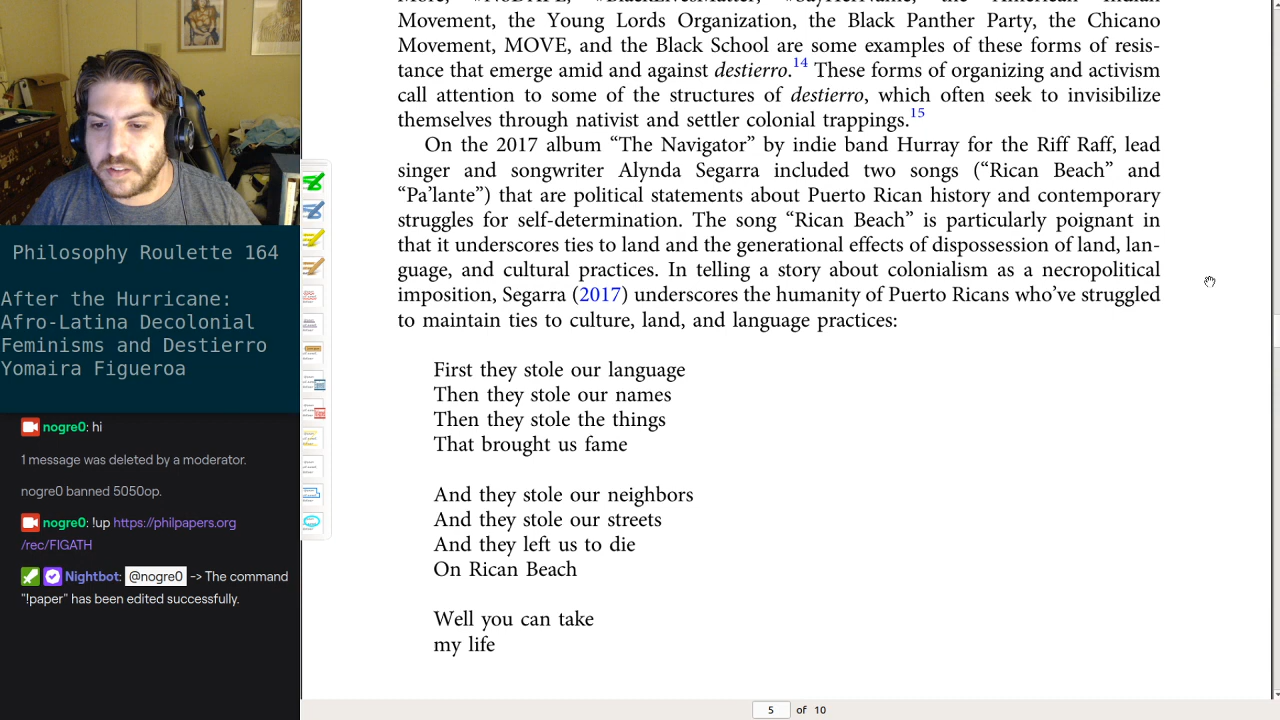 Philosophy Roulette 164
After the Hurricane:
Afro-Latina Decolonial
Feminisms and Destierro
Yomaira Figueroa
nogre0: hi
1 message was deleted by a moderator.
nogre0 banned 5050op.
nogre0: !up https://philpapers.org
/rec/FIGATH
Nightbot: @nogre0 -> The command
"!paper" has been edited successfully.
Movement, the Young Lords Organization, the Black Panther Party, the Chicano
Movement, MOVE, and the Black School are some examples of these forms of resis-
tance that emerge amid and against destierro.14 These forms of organizing and activism
call attention to some of the structures of destierro, which often seek to invisibilize
themselves through nativist and settler colonial trappings.15
On the 2017 album “The Navigator” by indie band Hurray for the Riff Raff, lead
singer and songwriter Alynda Segarra included two songs (“Rican Beach” and
“Pa'lante”) that are political statements about Puerto Rican history and contemporary
struggles for self-determination. The song “Rican Beach” is particularly poignant in
that it underscores ties to land and the generational effects of dispossession of land, lan-
guage, and cultural practices. In telling a story about colonialism as a necropolitical
imposition, Segarra (2017) underscores the humanity of Puerto Ricans who've struggled
to maintain ties to culture, land, and language practices:
First they stole our language
Then they stole our names
Then they stole the things
That brought us fame
And they stole our neighbors
And they stole our streets
And they left us to die
On Rican Beach
Well you can take
my life
5 of 10